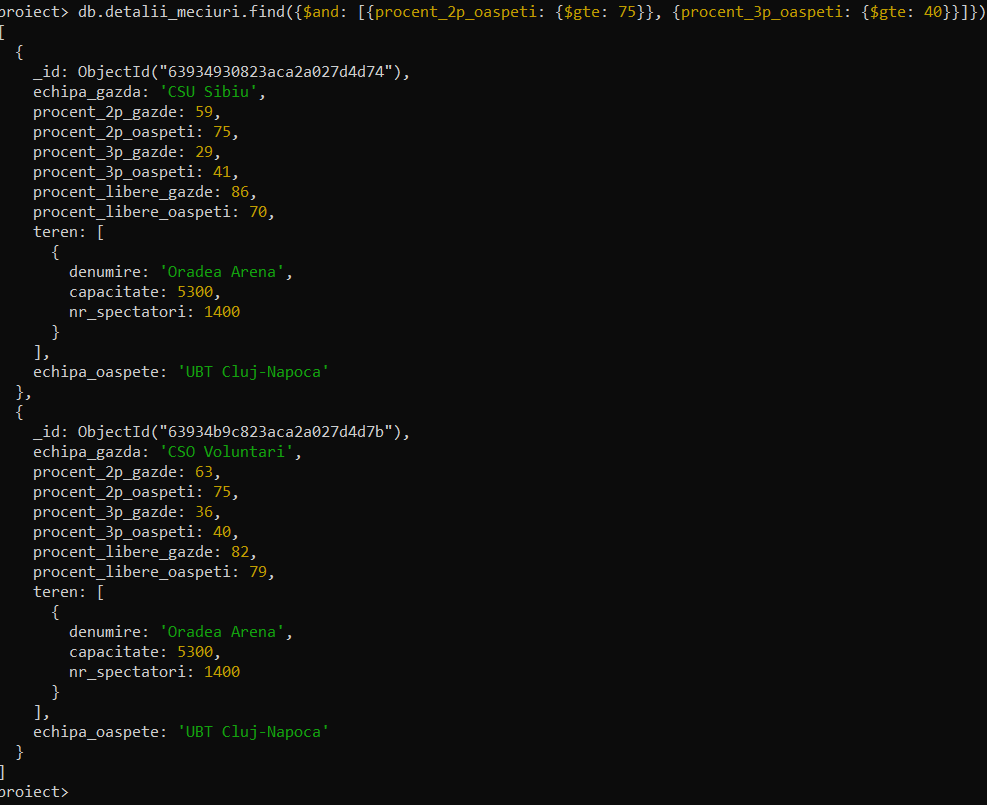 proiect> db.detalii_meciuri.find({$and: [{procent_2p_oaspeti: {$gte: 75}}, {procent_3p_oaspeti: {$gte: 40}}]})
[
  {
    _id: ObjectId("63934930823aca2a027d4d74"),
    echipa_gazda: 'CSU Sibiu',
    procent_2p_gazde: 59,
    procent_2p_oaspeti: 75,
    procent_3p_gazde: 29,
    procent_3p_oaspeti: 41,
    procent_libere_gazde: 86,
    procent_libere_oaspeti: 70,
    teren: [
      {
        denumire: 'Oradea Arena',
        capacitate: 5300,
        nr_spectatori: 1400
      }
    ],
    echipa_oaspete: 'UBT Cluj-Napoca'
  },
  {
    _id: ObjectId("63934b9c823aca2a027d4d7b"),
    echipa_gazda: 'CSO Voluntari',
    procent_2p_gazde: 63,
    procent_2p_oaspeti: 75,
    procent_3p_gazde: 36,
    procent_3p_oaspeti: 40,
    procent_libere_gazde: 82,
    procent_libere_oaspeti: 79,
    teren: [
      {
        denumire: 'Oradea Arena',
        capacitate: 5300,
        nr_spectatori: 1400
      }
    ],
    echipa_oaspete: 'UBT Cluj-Napoca'
  }
]
proiect>